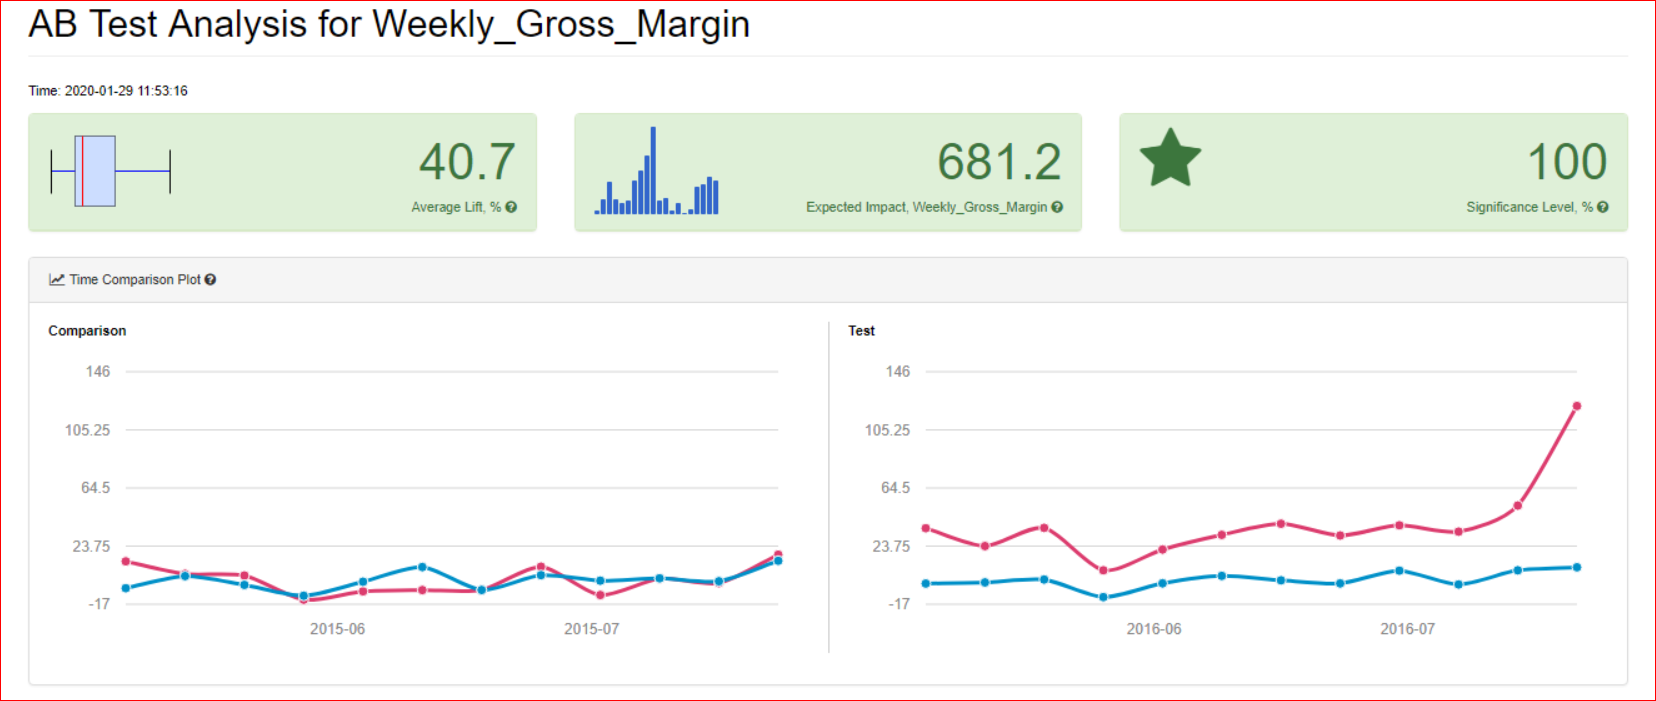 AB Test Analysis for Weekly_Gross_Margin
Time: 2020-01-29 11:53:16
40.7
Average Lift, %
681.2
Expected Impact, Weekly_Gross_Margin
100
Significance Level, %
Time Comparison Plot
Comparison
146
105.25
64.5
23.75
-17
2015-06 2015-07
Test
146
105.25
64.5
23.75
-17
2016-06 2016-07